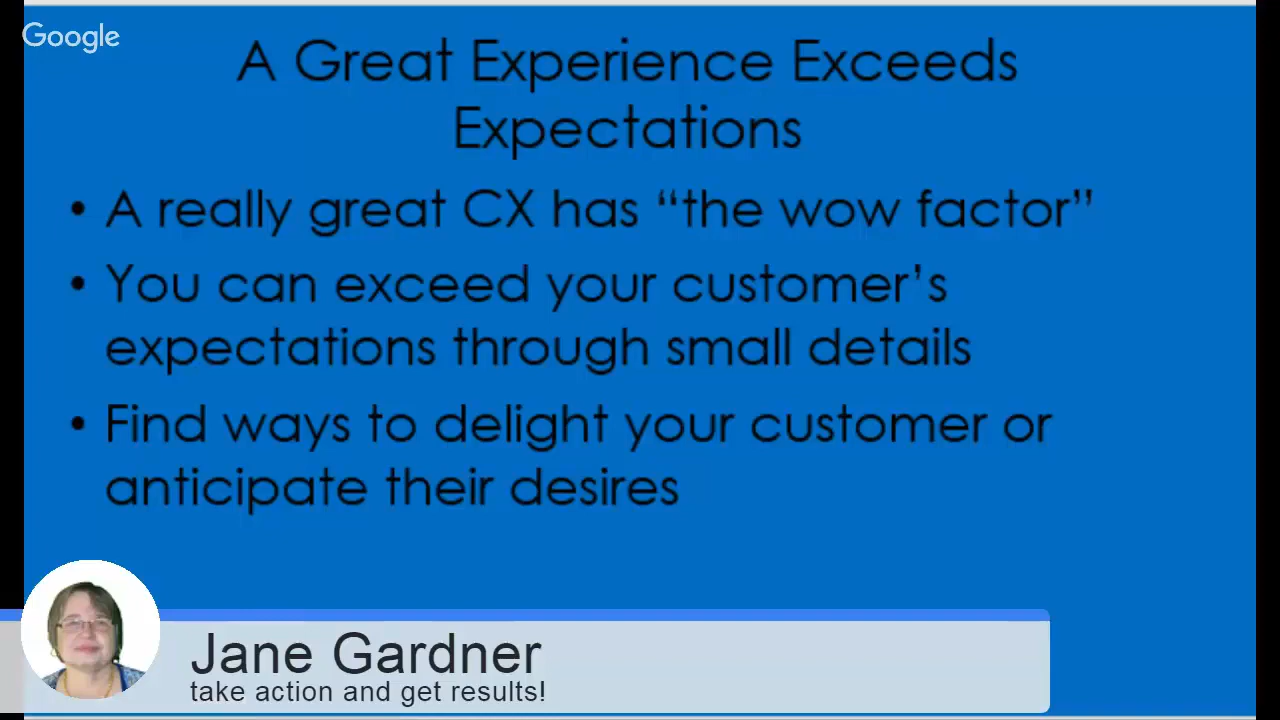 Google
A Great Experience Exceeds
Expectations
• A really great CX has “the wow factor”
• You can exceed your customer’s
expectations through small details
• Find ways to delight your customer or
anticipate their desires
Jane Gardner
take action and get results!